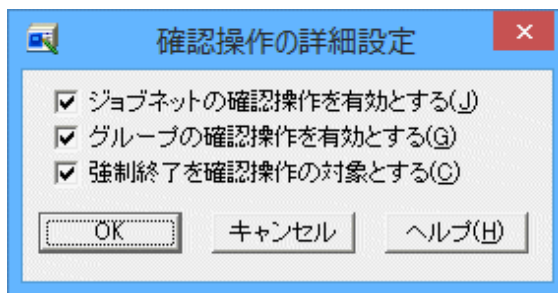 確認操作の詳細設定
ジョブネットの確認操作を有効とする(J)
グループの確認操作を有効とする(G)
強制終了を確認操作の対象とする(C)
OK キャンセル ヘルプ(H)